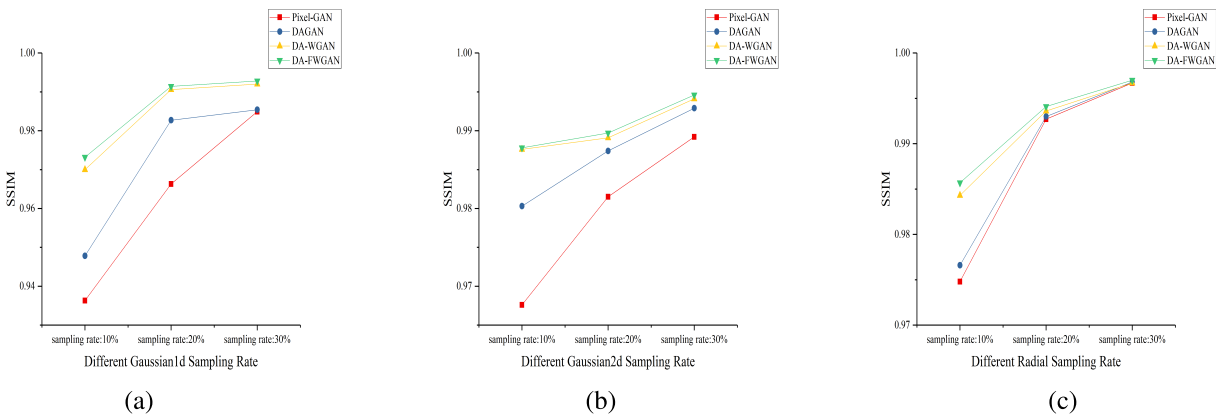 Pixel-GAN
DAGAN
DA-WGAN
DA-FWGAN
1.00
0.98
0.96
0.94
SSIM
sampling rate:10% sampling rate:20% sampling rate:30%
Different Gaussian1d Sampling Rate
(a)
Pixel-GAN
DAGAN
DA-WGAN
DA-FWGAN
1.00
0.99
0.98
0.97
SSIM
sampling rate:10% sampling rate:20% sampling rate:30%
Different Gaussian2d Sampling Rate
(b)
Pixel-GAN
DAGAN
DA-WGAN
DA-FWGAN
1.00
0.99
0.98
0.97
SSIM
sampling rate:10% sampling rate:20% sampling rate:30%
Different Radial Sampling Rate
(c)